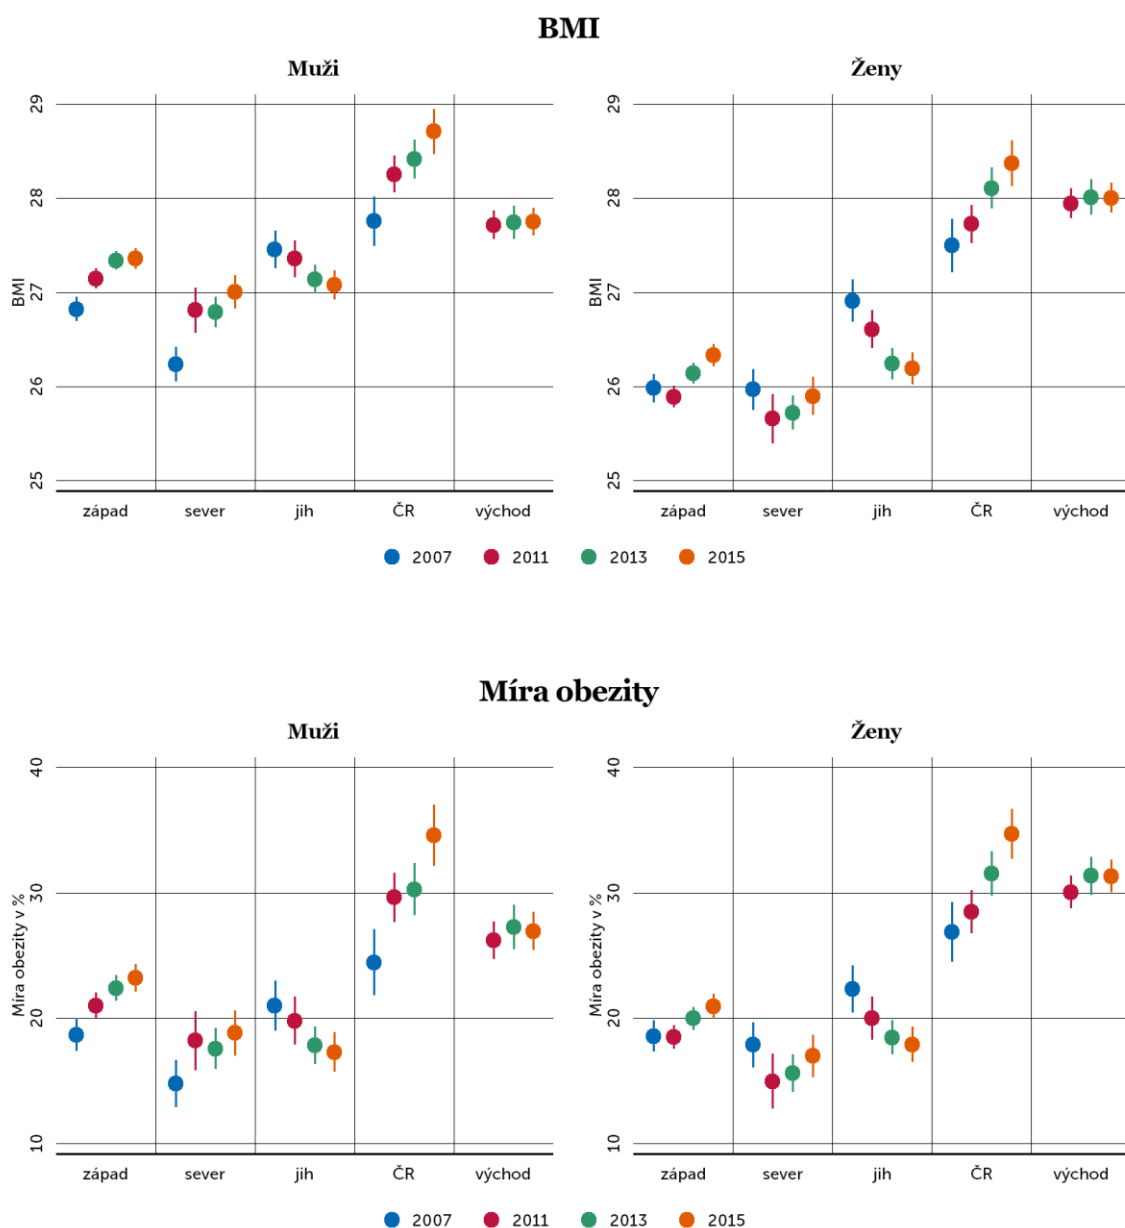 BMI
Muži
Ženy
29
28
27
26
25
BMI
29
28
27
26
25
BMI
západ sever jih ČR východ
západ sever jih ČR východ
2007 2011 2013 2015
Míra obezity
Muži
Ženy
40
30
20
10
Míra obezity v %
40
30
20
10
Míra obezity v %
západ sever jih ČR východ
západ sever jih ČR východ
2007 2011 2013 2015